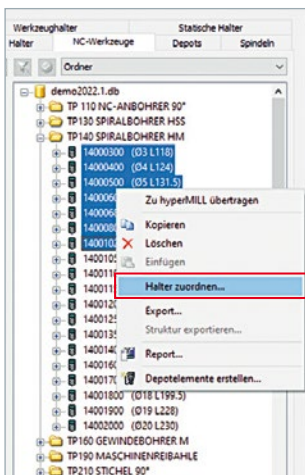 Werkzeughalter Statische Halter
Halter NC-Werkzeuge Depots Spindeln
Ordner
demo2022.1.db
TP 110 NC-ANBOHRER 90°
TP130 SPIRALBOHRER HSS
TP140 SPIRALBOHRER HM
14000300 (Ø3 L118)
14000400 (Ø4 L124)
14000500 (Ø5 L131.5)
Zu hyperMILL übertragen
Kopieren
Löschen
Einfügen
Halter zuordnen...
Export...
Struktur exportieren...
Report...
Depotelemente erstellen...
14001800 (Ø18 L199.5)
14001900 (Ø19 L228)
14002000 (Ø20 L230)
TP160 GEWINDEBOHRER M
TP190 MASCHINENREIBAHLE
TP210 STICHEL 90°